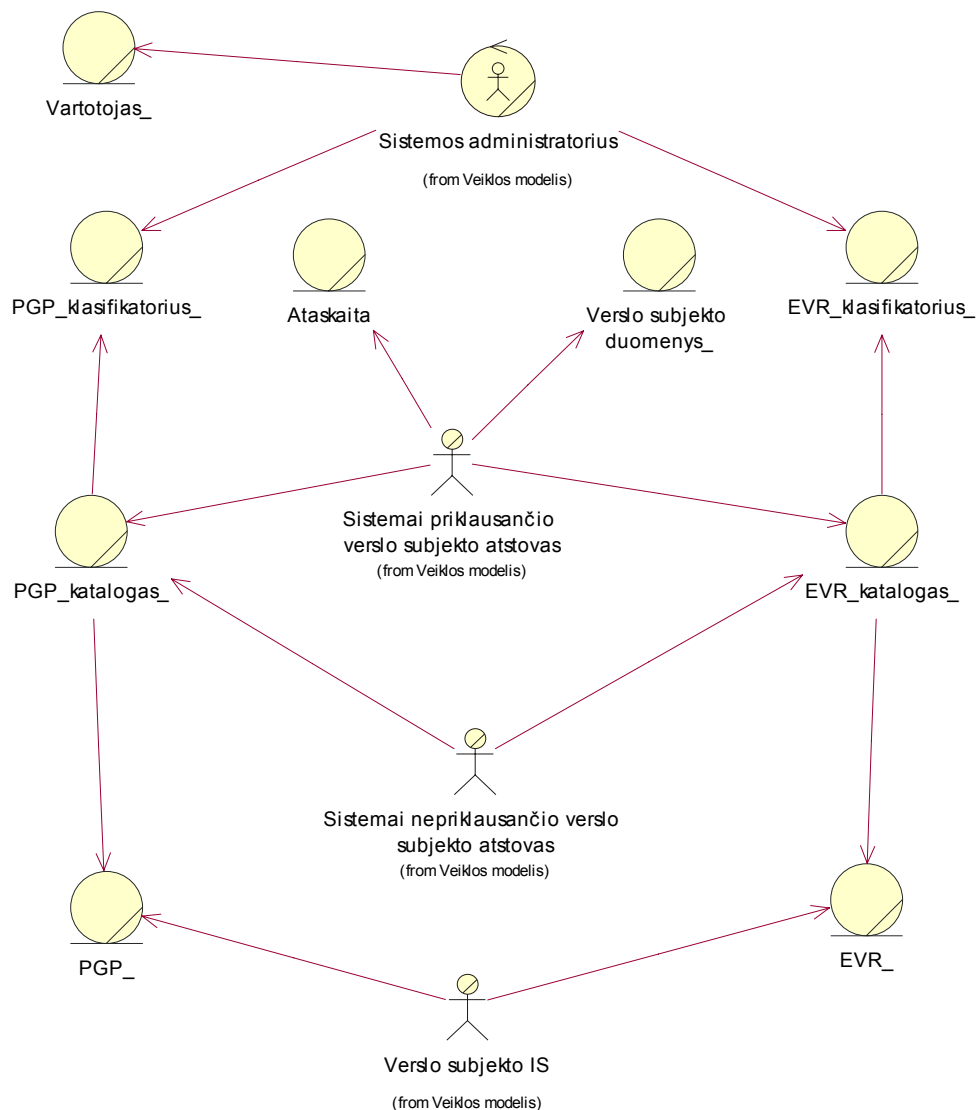 Vartotojas_
Sistemos administratorius
(from Veiklos modelis)
PGP_klasifikatorius_
Ataskaita
Verslo subjekto
duomenys_
EVR_klasifikatorius_
Sistemai priklausančio
verslo subjekto atstovas
(from Veiklos modelis)
PGP_katalogas_
EVR_katalogas_
Sistemai nepriklausančio verslo
subjekto atstovas
(from Veiklos modelis)
PGP_
EVR_
Verslo subjekto IS
(from Veiklos modelis)